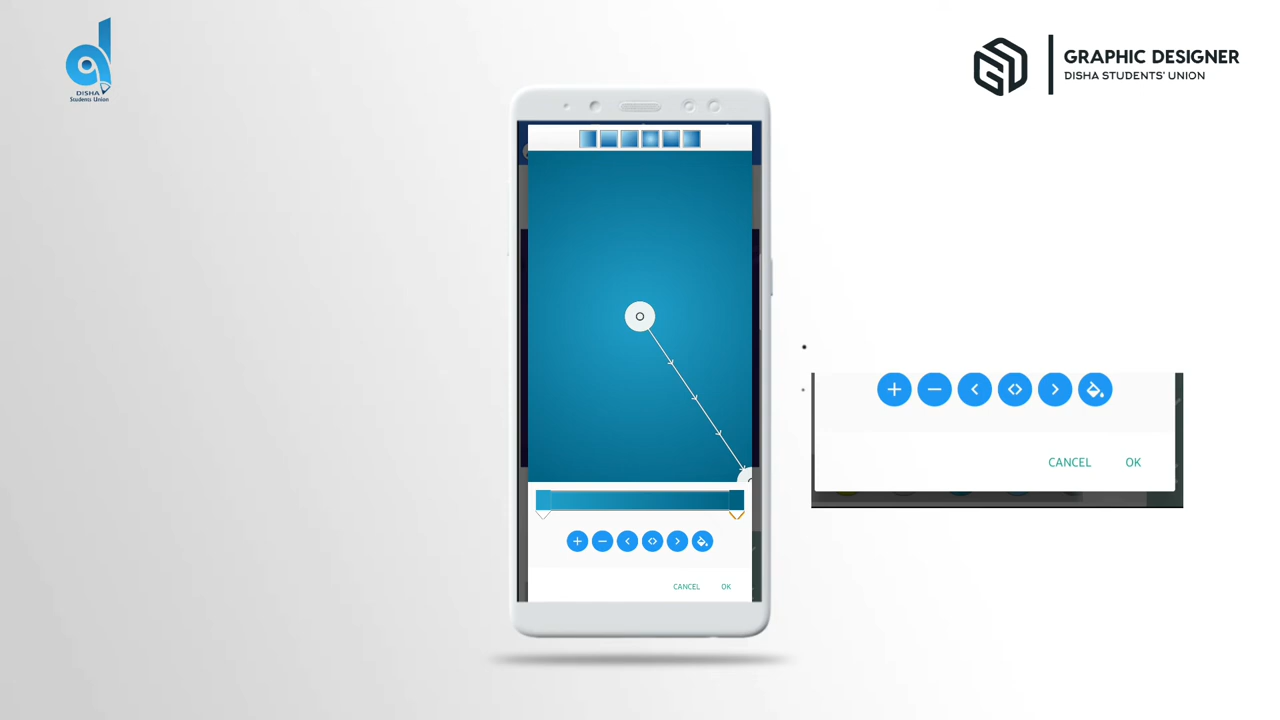 DISHA
Students Union
GRAPHIC DESIGNER
DISHA STUDENTS' UNION
CANCEL OK
CANCEL OK